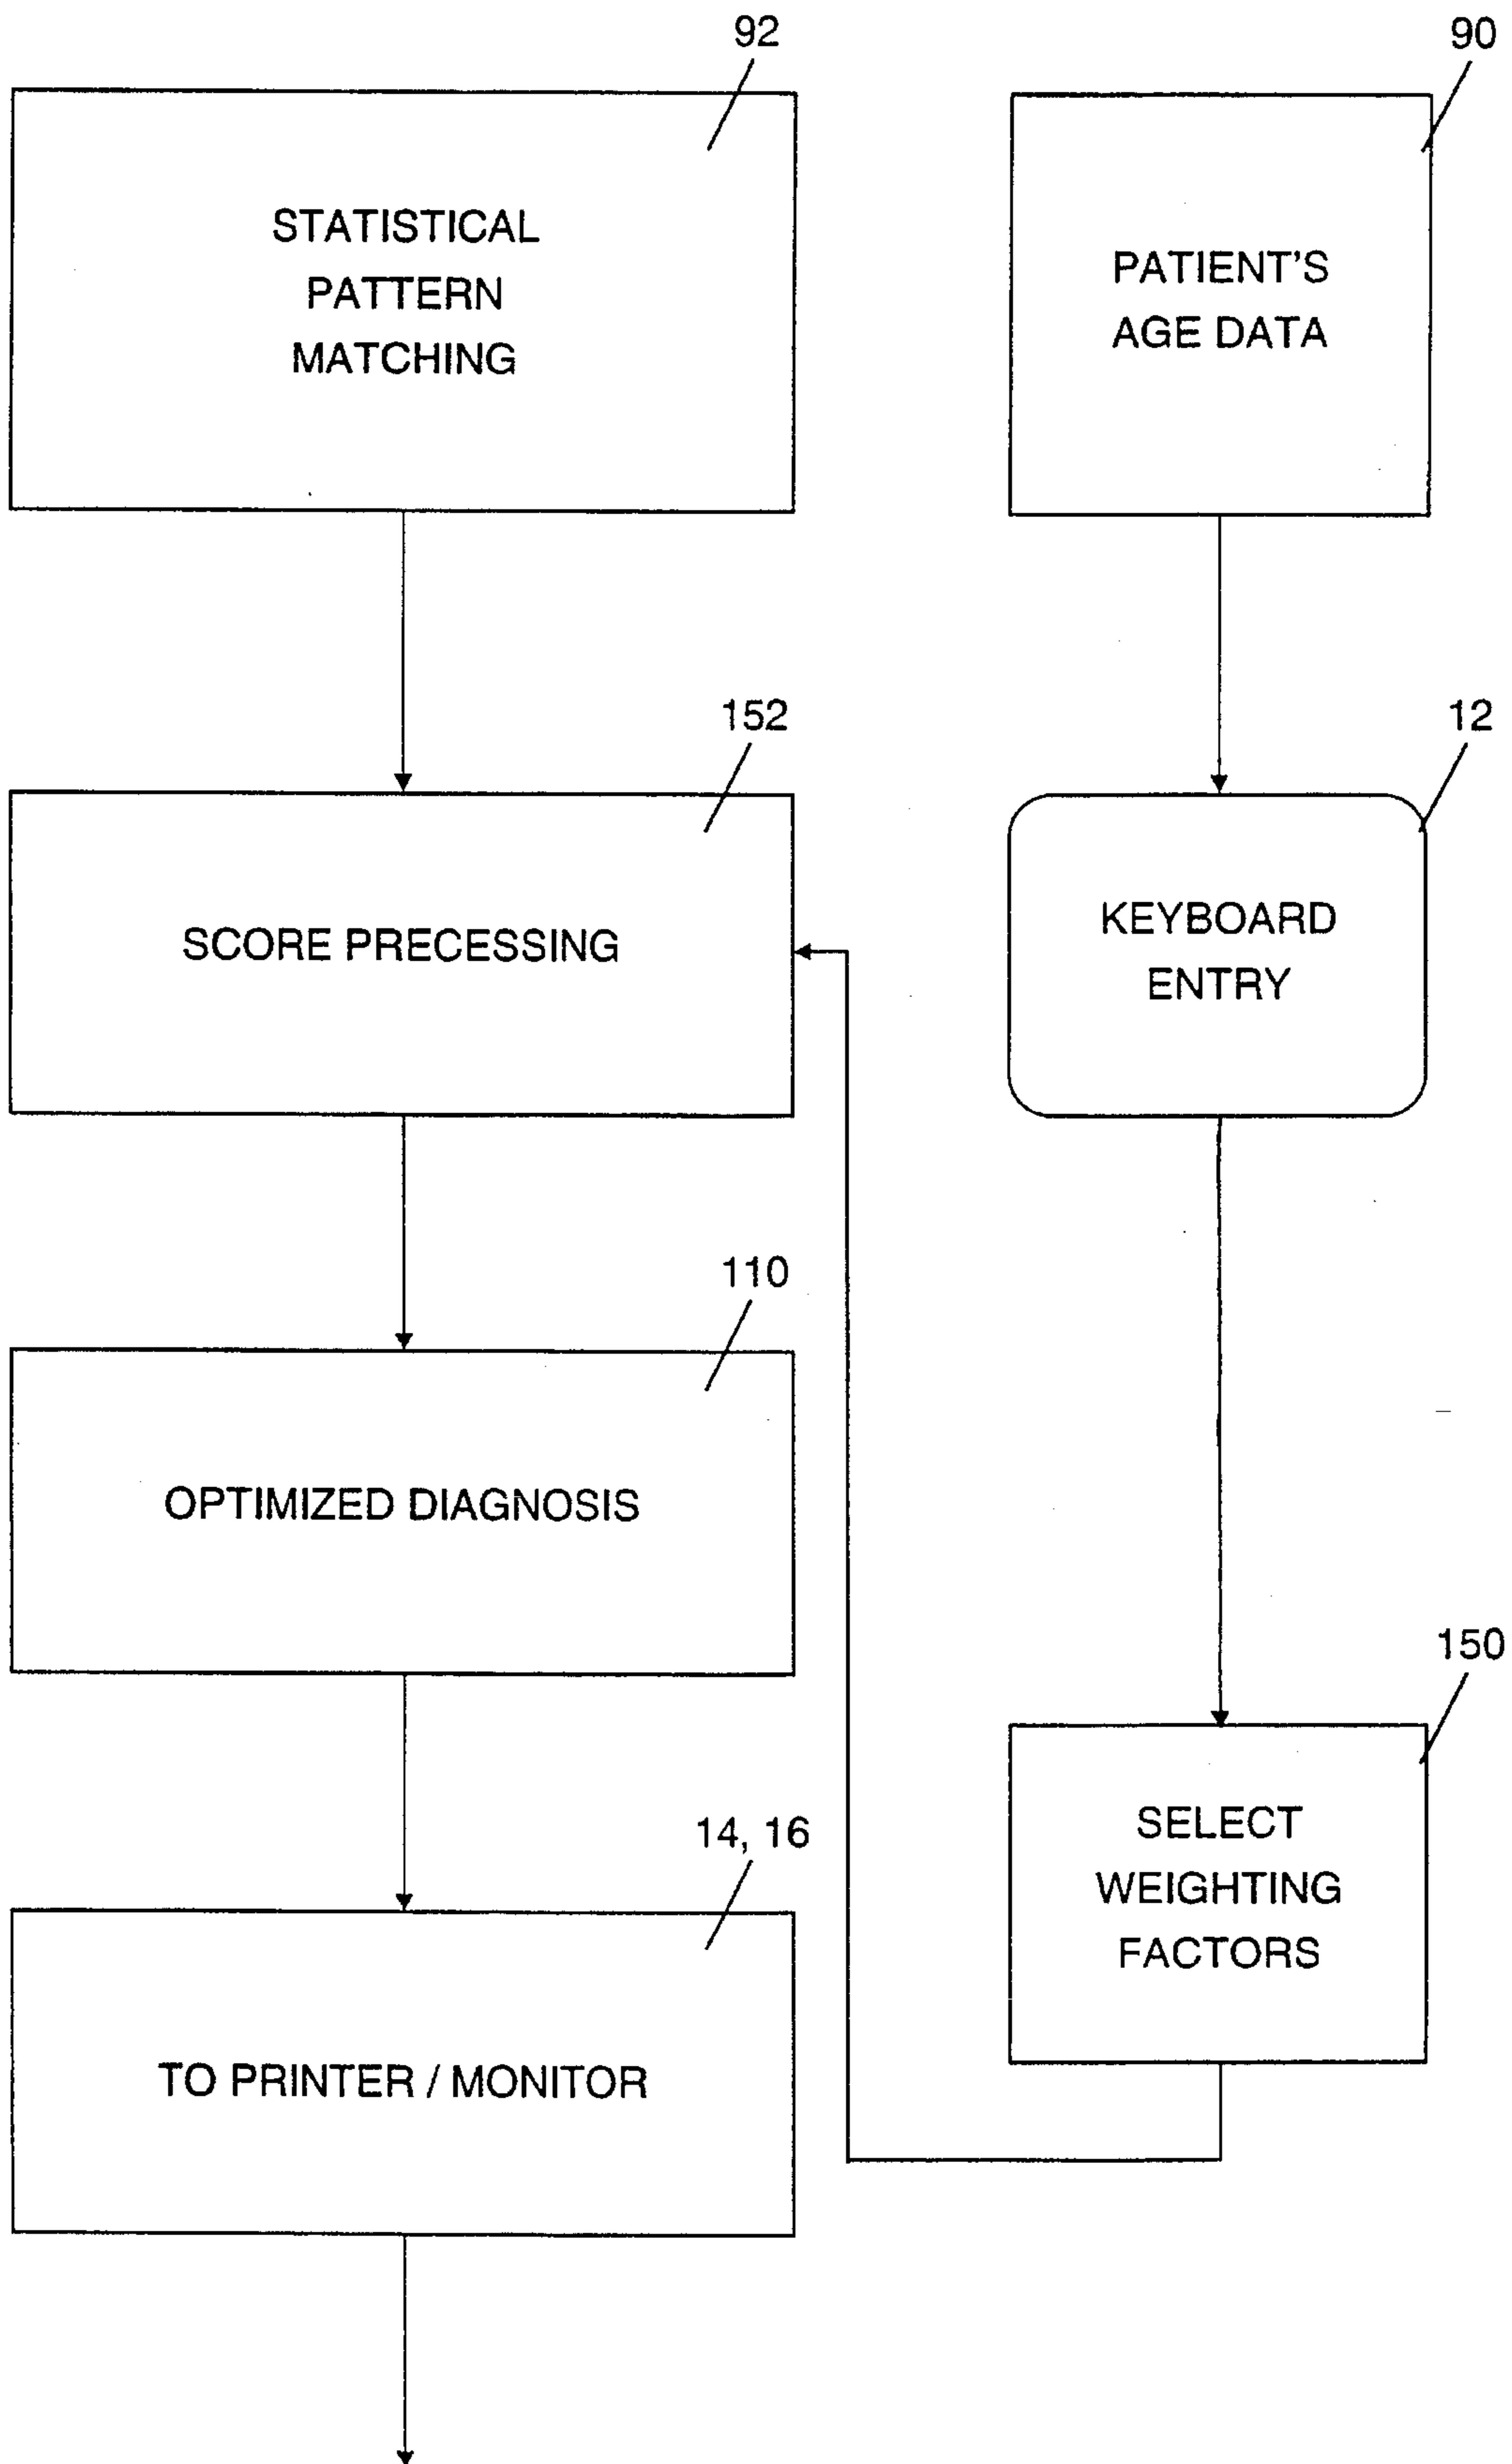 92
STATISTICAL
PATTERN
MATCHING
90
PATIENT'S
AGE DATA
152
SCORE PRECESSING
12
KEYBOARD
ENTRY
110
OPTIMIZED DIAGNOSIS
150
SELECT
WEIGHTING
FACTORS
14, 16
TO PRINTER / MONITOR